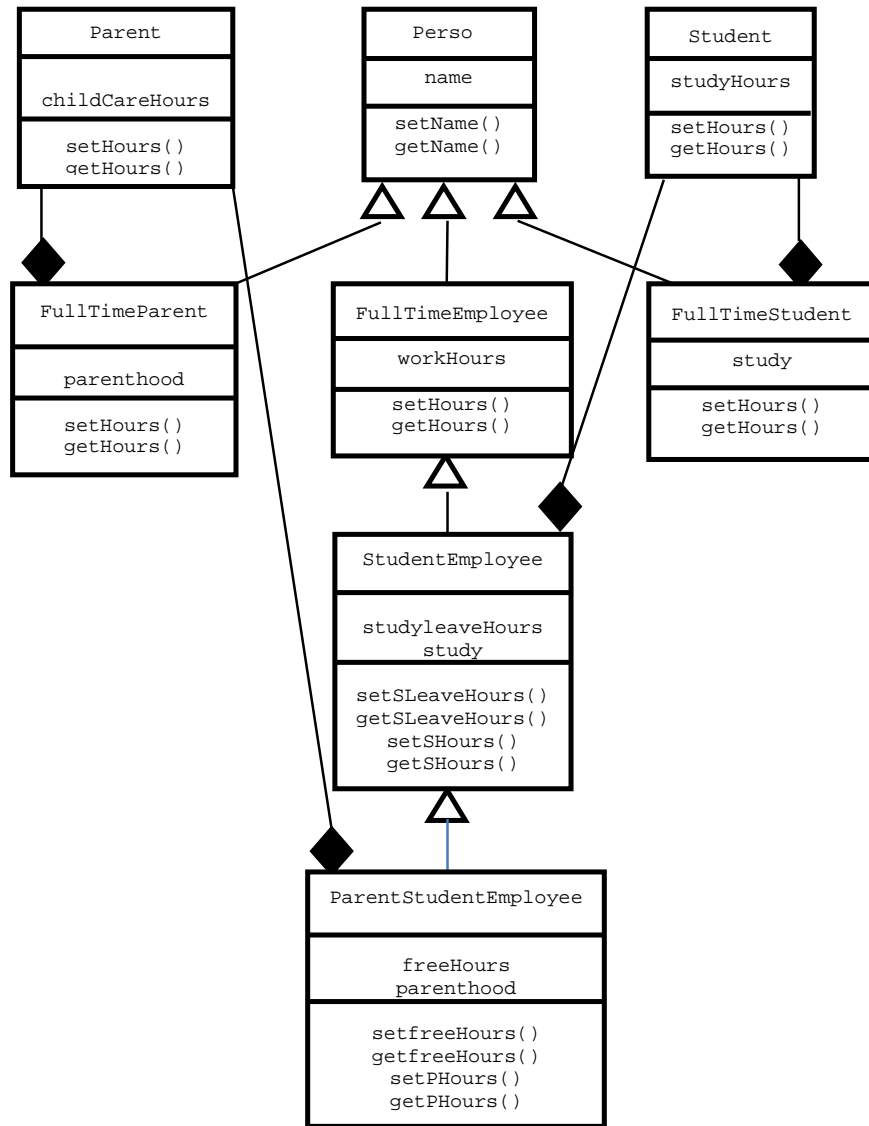 Parent
childCareHours
setHours()
getHours()
Perso
name
setName()
getName()
Student
studyHours
setHours()
getHours()
FullTimeParent
parenthood
setHours()
getHours()
FullTimeEmployee
workHours
setHours()
getHours()
FullTimeStudent
study
setHours()
getHours()
StudentEmployee
studyleaveHours
study
setSLeaveHours()
getSLeaveHours()
setSHours()
getSHours()
ParentStudentEmployee
freeHours
parenthood
setfreeHours()
getfreeHours()
setPHours()
getPHours()